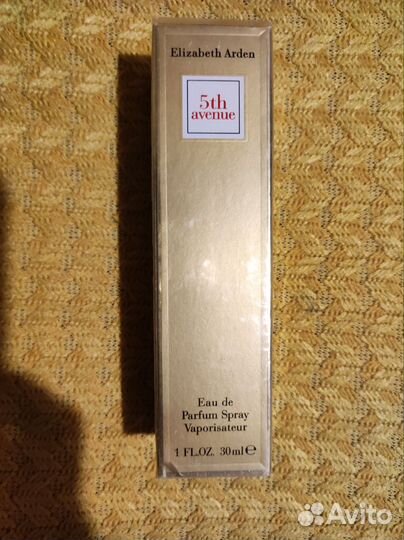 Elizabeth Arden
5th
avenue
Eau de
Parfum Spray
Vaporisateur
1 FL.OZ. 30ml℮
Avito